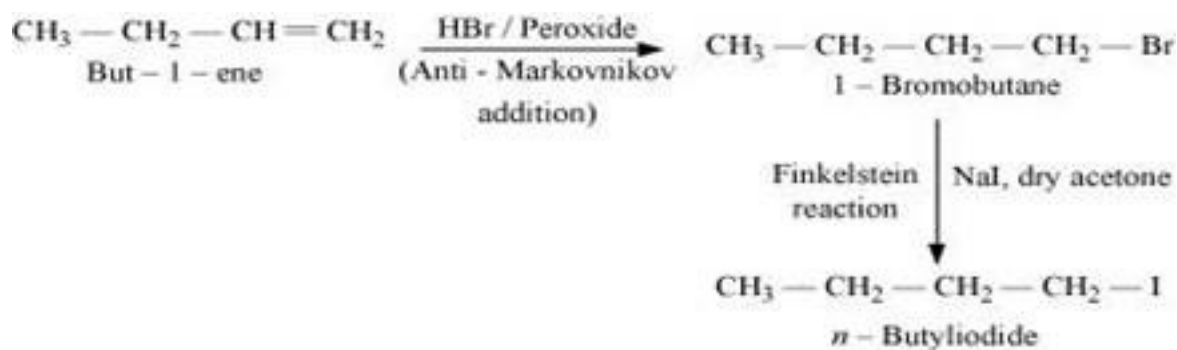 CH₃ — CH₂ — CH = CH₂
But – 1 – ene
HBr / Peroxide
(Anti - Markovnikov
addition)
CH₃ — CH₂ — CH₂ — CH₂ — Br
1 – Bromobutane
Finkelstein
reaction
NaI, dry acetone
CH₃ — CH₂ — CH₂ — CH₂ — I
n – Butyliodide